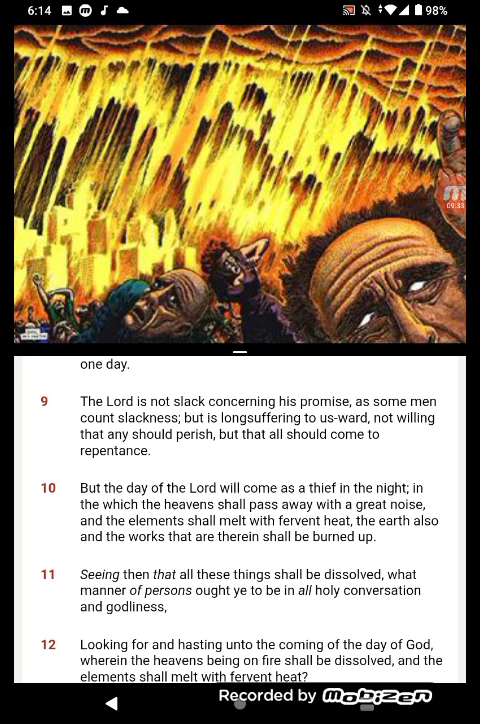 6:14
98%
09:33
one day.
9 The Lord is not slack concerning his promise, as some men
count slackness; but is longsuffering to us-ward, not willing
that any should perish, but that all should come to
repentance.
10 But the day of the Lord will come as a thief in the night; in
the which the heavens shall pass away with a great noise,
and the elements shall melt with fervent heat, the earth also
and the works that are therein shall be burned up.
11 Seeing then that all these things shall be dissolved, what
manner of persons ought ye to be in all holy conversation
and godliness,
12 Looking for and hasting unto the coming of the day of God,
wherein the heavens being on fire shall be dissolved, and the
elements shall melt with fervent heat?
Recorded by Mobizen